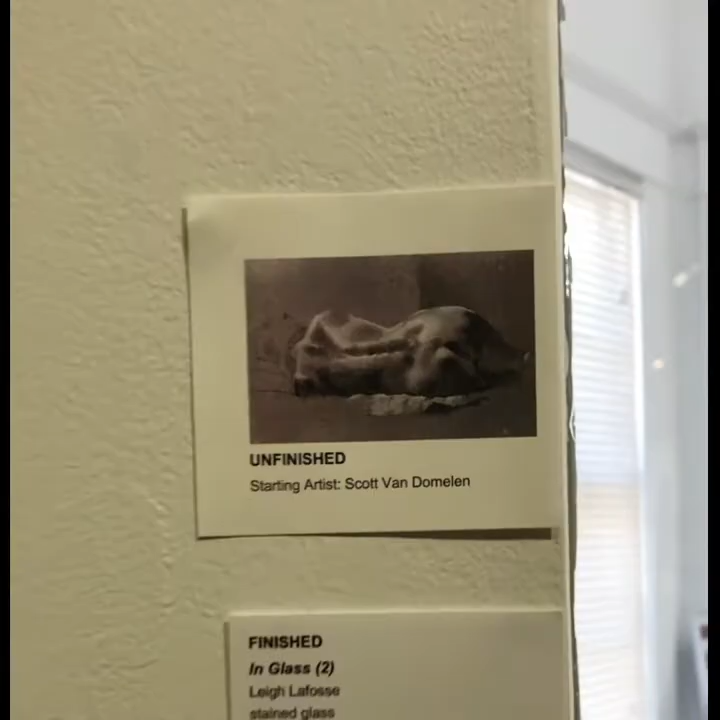 UNFINISHED
Starting Artist: Scott Van Domelen
FINISHED
In Glass (2)
Leigh Lafosse
stained glass